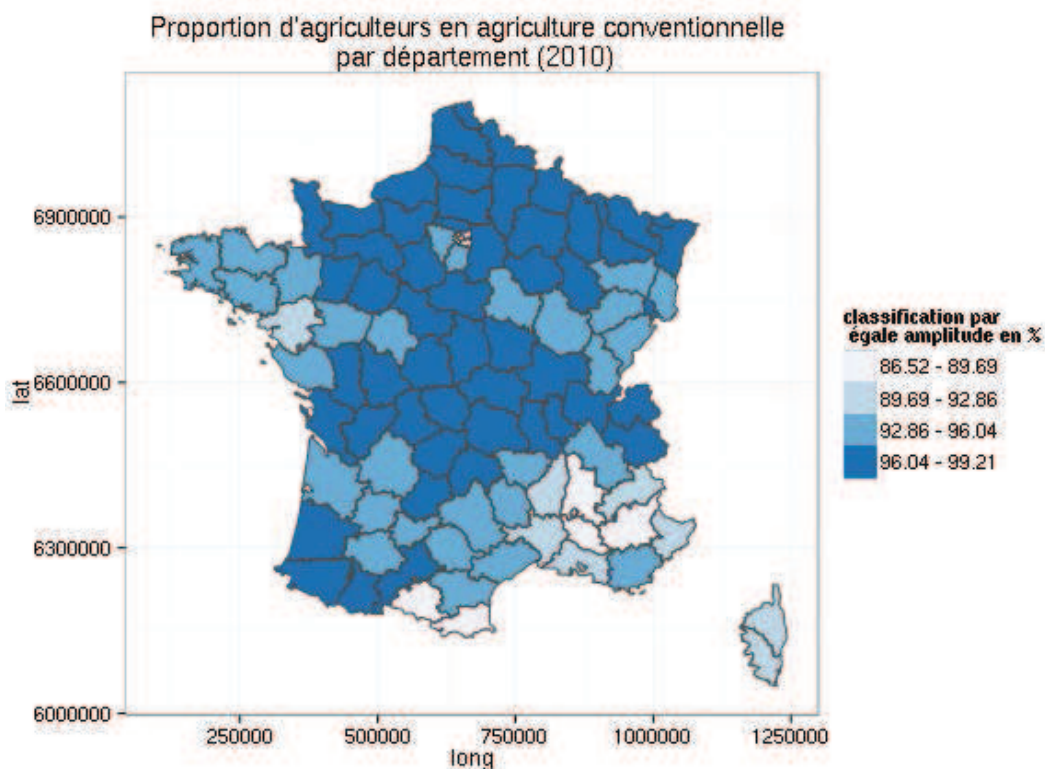 Proportion d'agriculteurs en agriculture conventionnelle
par département (2010)
6900000
6600000
6300000
6000000
lat
250000
500000
750000
1000000
1250000
long
classification par
égale amplitude en %
86.52 - 89.69
89.69 - 92.86
92.86 - 96.04
96.04 - 99.21